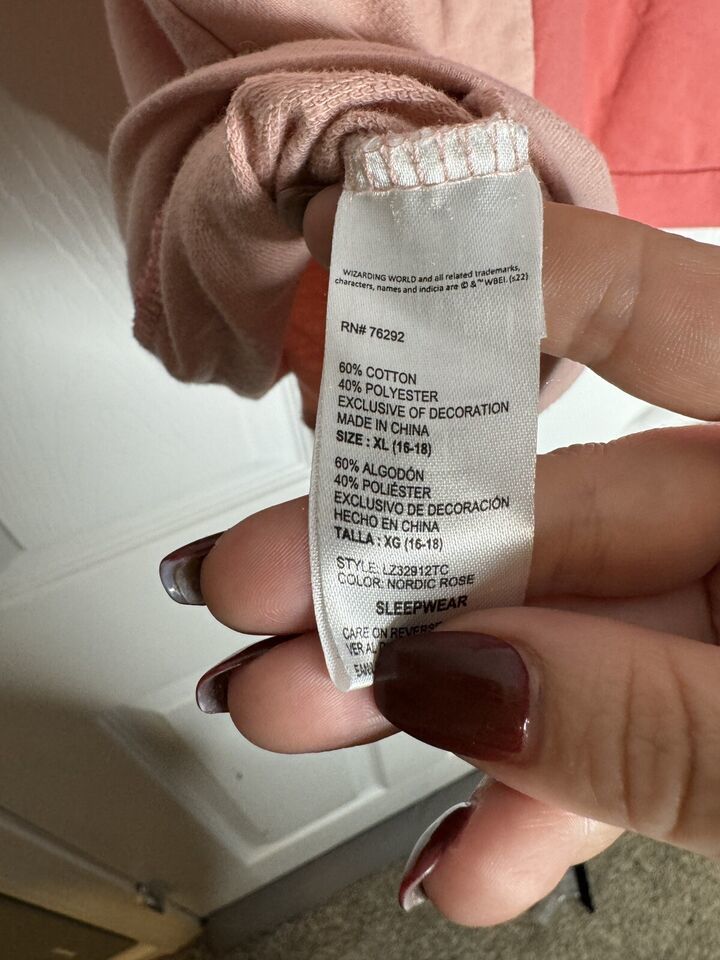 WIZARDING WORLD and all related trademarks,
characters, names and indicia are © & ™ WBEI. (s22)
RN# 76292
60% COTTON
40% POLYESTER
EXCLUSIVE OF DECORATION
MADE IN CHINA
SIZE : XL (16-18)
60% ALGODÓN
40% POLIÉSTER
EXCLUSIVO DE DECORACIÓN
HECHO EN CHINA
TALLA : XG (16-18)
STYLE: LZ32912TC
COLOR: NORDIC ROSE
SLEEPWEAR
CARE ON REVERSE
VER AL